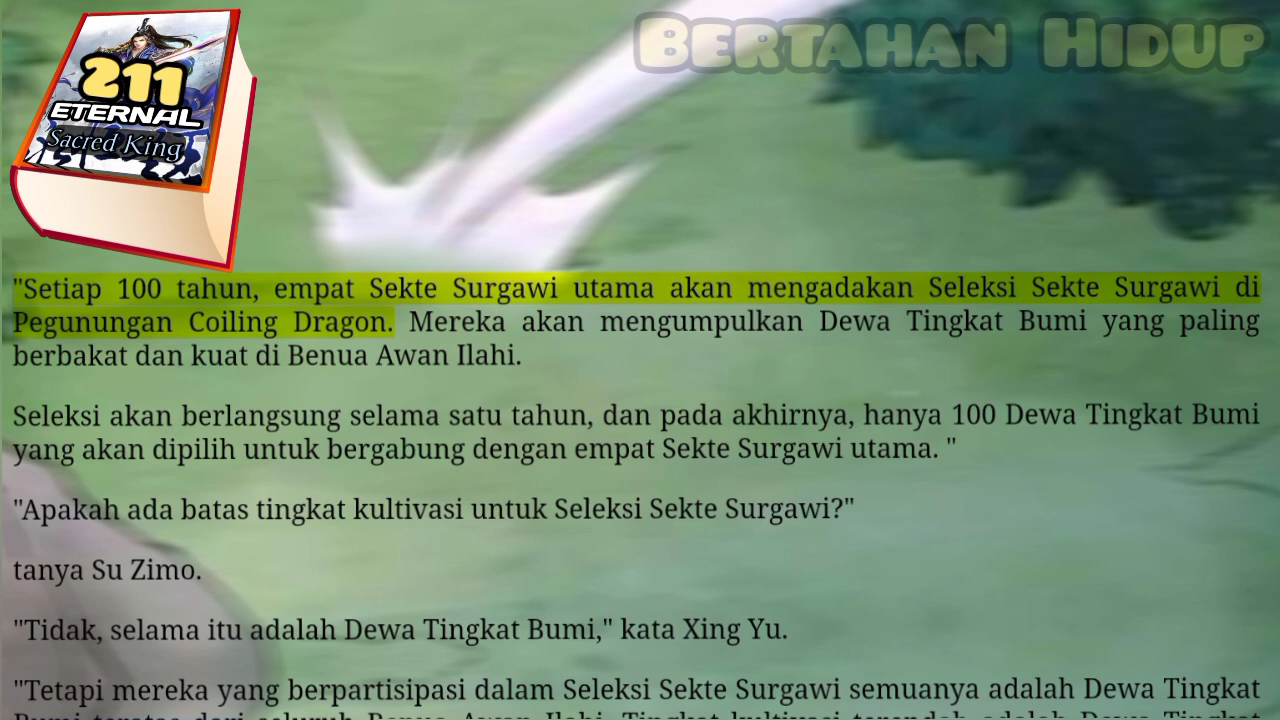 BERTAHAN HIDUP
211
ETERNAL
Sacred King
"Setiap 100 tahun, empat Sekte Surgawi utama akan mengadakan Seleksi Sekte Surgawi di
Pegunungan Coiling Dragon. Mereka akan mengumpulkan Dewa Tingkat Bumi yang paling
berbakat dan kuat di Benua Awan Ilahi.
Seleksi akan berlangsung selama satu tahun, dan pada akhirnya, hanya 100 Dewa Tingkat Bumi
yang akan dipilih untuk bergabung dengan empat Sekte Surgawi utama. "
"Apakah ada batas tingkat kultivasi untuk Seleksi Sekte Surgawi?"
tanya Su Zimo.
"Tidak, selama itu adalah Dewa Tingkat Bumi," kata Xing Yu.
"Tetapi mereka yang berpartisipasi dalam Seleksi Sekte Surgawi semuanya adalah Dewa Tingkat